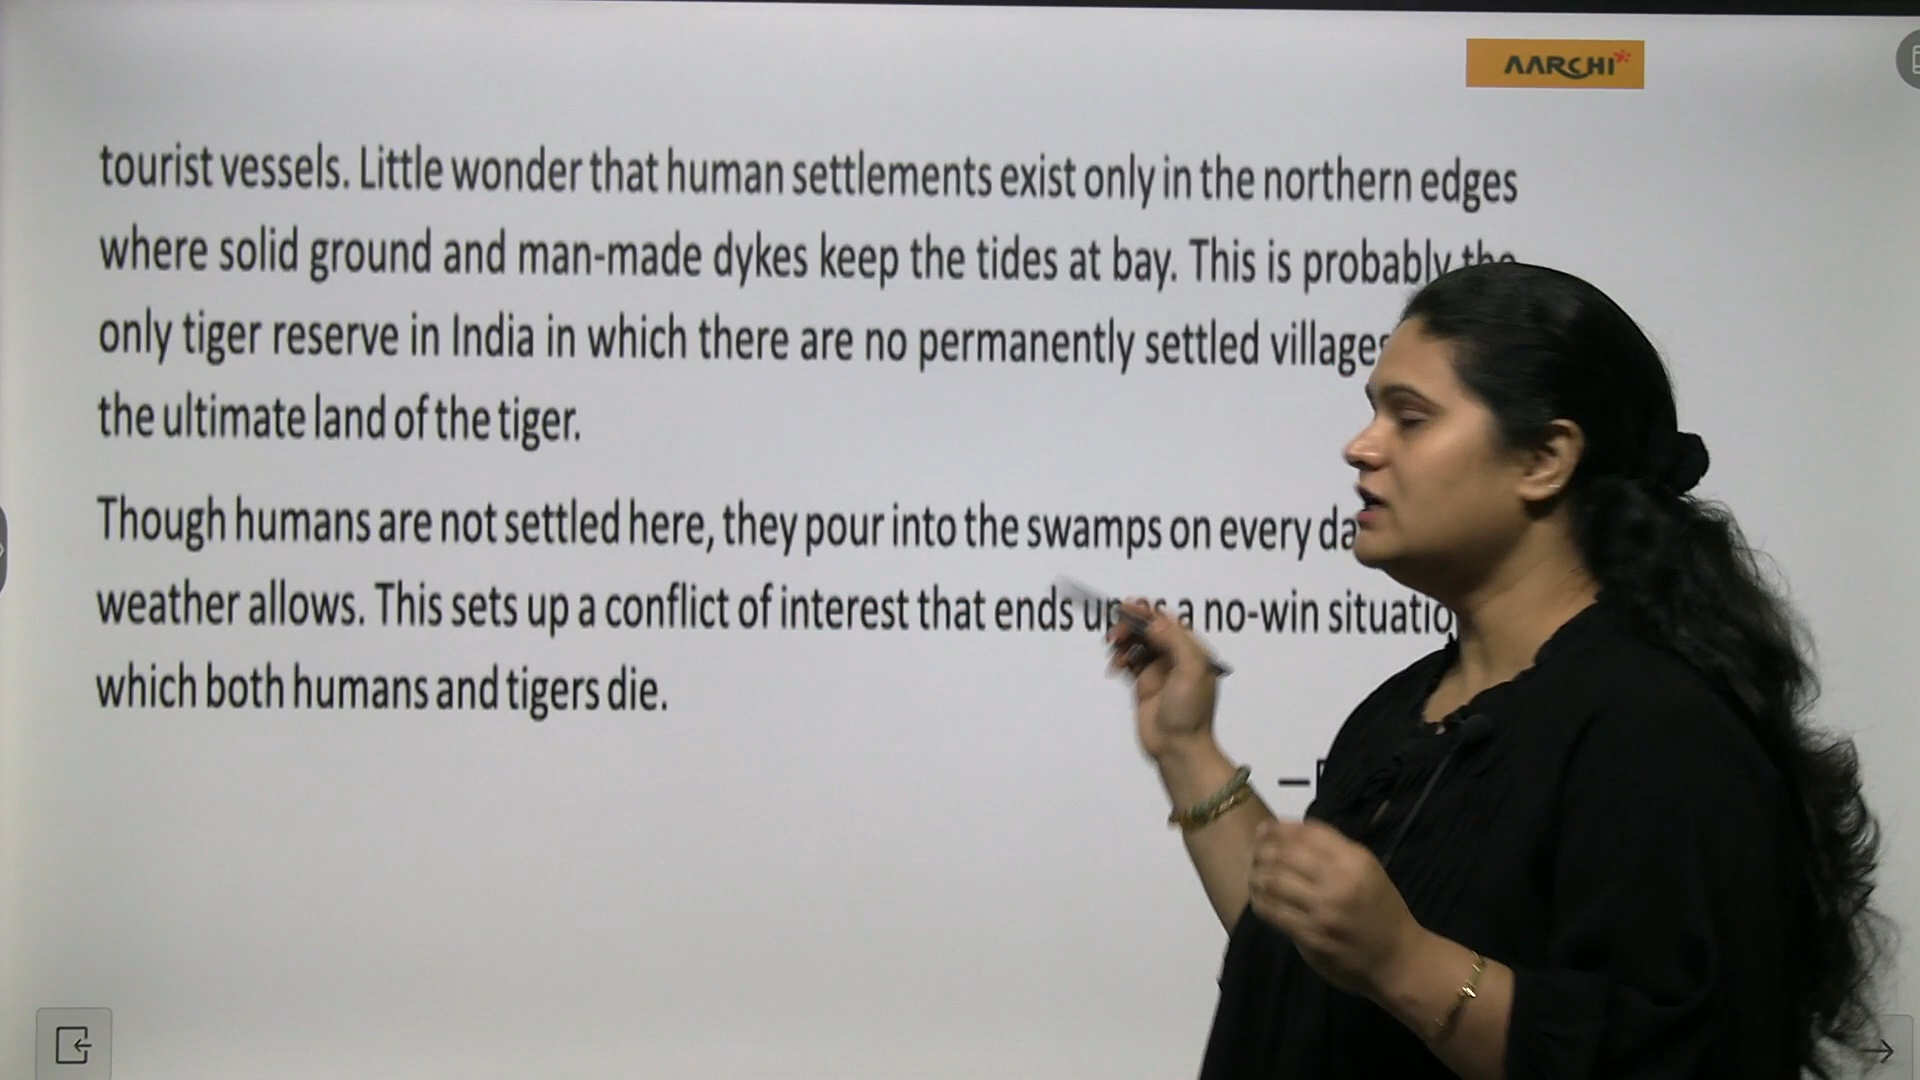 AARCHI
tourist vessels. Little wonder that human settlements exist only in the northern edges
where solid ground and man-made dykes keep the tides at bay. This is probably the
only tiger reserve in India in which there are no permanently settled villages
the ultimate land of the tiger.
Though humans are not settled here, they pour into the swamps on every
weather allows. This sets up a conflict of interest that ends up as a no-win
which both humans and tigers die.
—